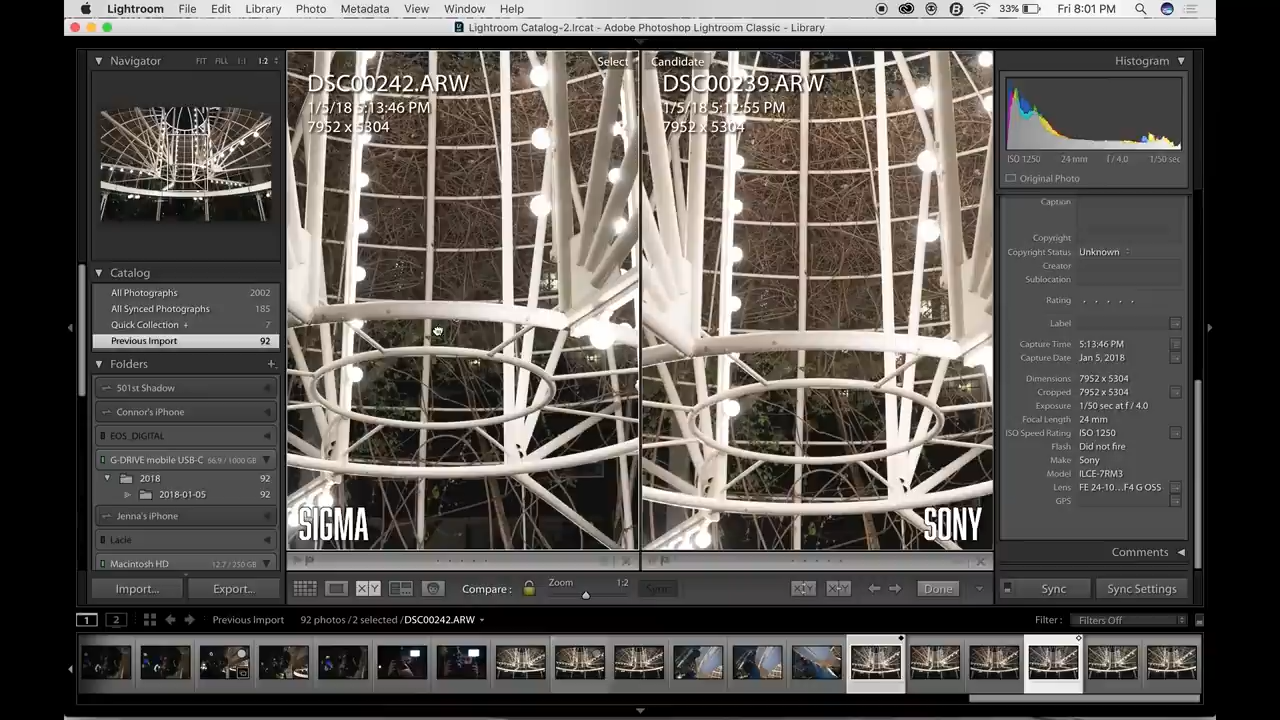 Lightroom File Edit Library Photo Metadata View Window Help
33% Fri 8:01 PM
Lightroom Catalog-2.lrcat - Adobe Photoshop Lightroom Classic - Library
Navigator FIT FILL 1:1 1:2
Select
DSC00242.ARW
1/5/18 5:13:46 PM
7952 x 5304
SIGMA
Candidate
DSC00239.ARW
1/5/18 5:12:55 PM
7952 x 5304
SONY
Histogram
ISO 1250 24 mm f / 4.0 1/50 sec
Original Photo
Catalog
All Photographs 2002
All Synced Photographs 185
Quick Collection + 7
Previous Import 92
Folders
501st Shadow
Connor's iPhone
EOS_DIGITAL
G-DRIVE mobile USB-C 66.9 / 1000 GB
2018 92
2018-01-05 92
Jenna's iPhone
Lacie
Macintosh HD 12.7 / 250 GB
Import... Export...
Caption
Copyright
Copyright Status Unknown
Creator
Sublocation
Rating
Label
Capture Time 5:13:46 PM
Capture Date Jan 5, 2018
Dimensions 7952 x 5304
Cropped 7952 x 5304
Exposure 1/50 sec at f / 4.0
Focal Length 24 mm
ISO Speed Rating ISO 1250
Flash Did not fire
Make Sony
Model ILCE-7RM3
Lens FE 24-10...F4 G OSS
GPS
Comments
X Y Compare : Zoom 1:2 Sync Done
Sync Sync Settings
1 2 Previous Import 92 photos / 2 selected / DSC00242.ARW Filter : Filters Off